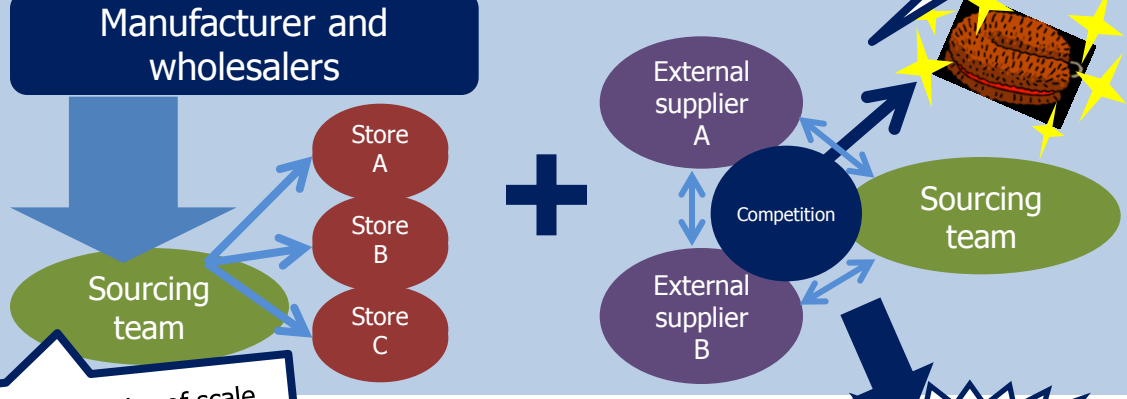 Manufacturer and
wholesalers
Store
A
Store
B
Store
C
Sourcing
team
of scale
External
supplier
A
Competition
Sourcing
team
External
supplier
B